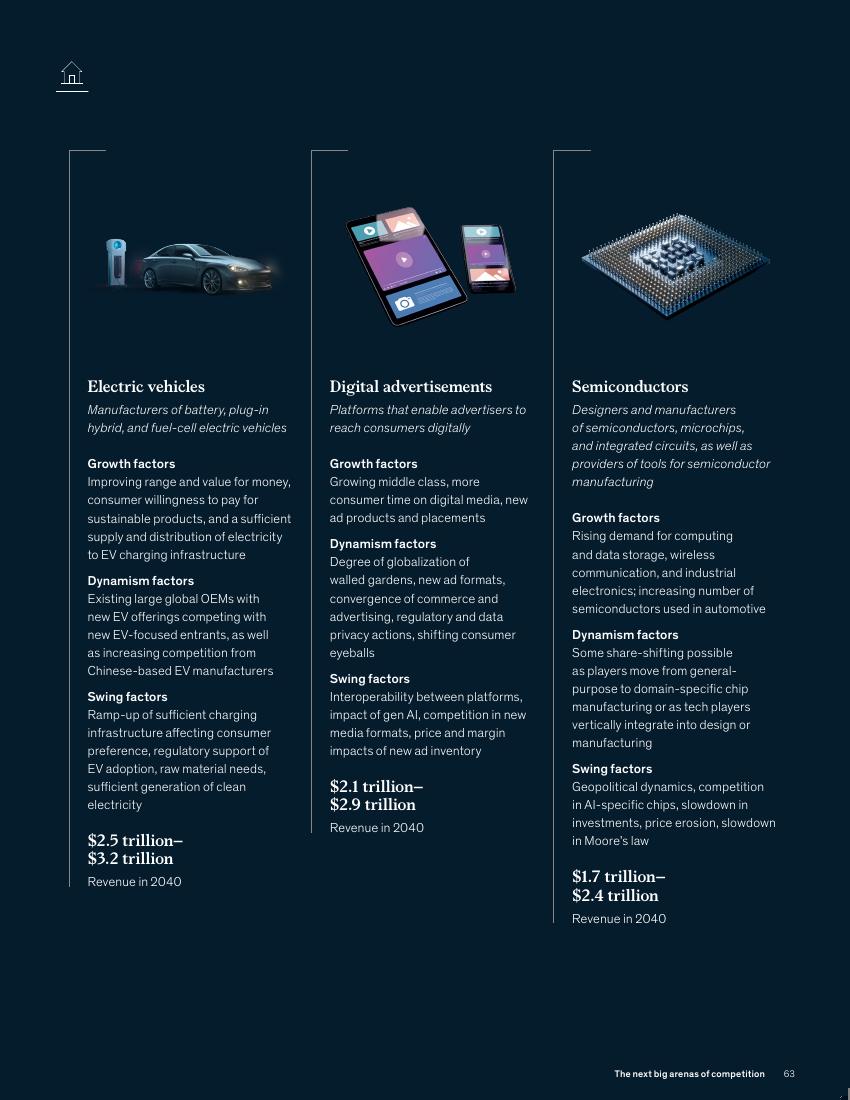 Electric vehicles
Manufacturers of battery, plug-in
hybrid, and fuel-cell electric vehicles
Growth factors
Improving range and value for money,
consumer willingness to pay for
sustainable products, and a sufficient
supply and distribution of electricity
to EV charging infrastructure
Dynamism factors
Existing large global OEMs with
new EV offerings competing with
new EV-focused entrants, as well
as increasing competition from
Chinese-based EV manufacturers
Swing factors
Ramp-up of sufficient charging
infrastructure affecting consumer
preference, regulatory support of
EV adoption, raw material needs,
sufficient generation of clean
electricity
$2.5 trillion–
$3.2 trillion
Revenue in 2040
Digital advertisements
Platforms that enable advertisers to
reach consumers digitally
Growth factors
Growing middle class, more
consumer time on digital media, new
ad products and placements
Dynamism factors
Degree of globalization of
walled gardens, new ad formats,
convergence of commerce and
advertising, regulatory and data
privacy actions, shifting consumer
eyeballs
Swing factors
Interoperability between platforms,
impact of gen AI, competition in new
media formats, price and margin
impacts of new ad inventory
$2.1 trillion–
$2.9 trillion
Revenue in 2040
Semiconductors
Designers and manufacturers
of semiconductors, microchips,
and integrated circuits, as well as
providers of tools for semiconductor
manufacturing
Growth factors
Rising demand for computing
and data storage, wireless
communication, and industrial
electronics; increasing number of
semiconductors used in automotive
Dynamism factors
Some share-shifting possible
as players move from general-
purpose to domain-specific chip
manufacturing or as tech players
vertically integrate into design or
manufacturing
Swing factors
Geopolitical dynamics, competition
in AI-specific chips, slowdown in
investments, price erosion, slowdown
in Moore's law
$1.7 trillion–
$2.4 trillion
Revenue in 2040
The next big arenas of competition 63